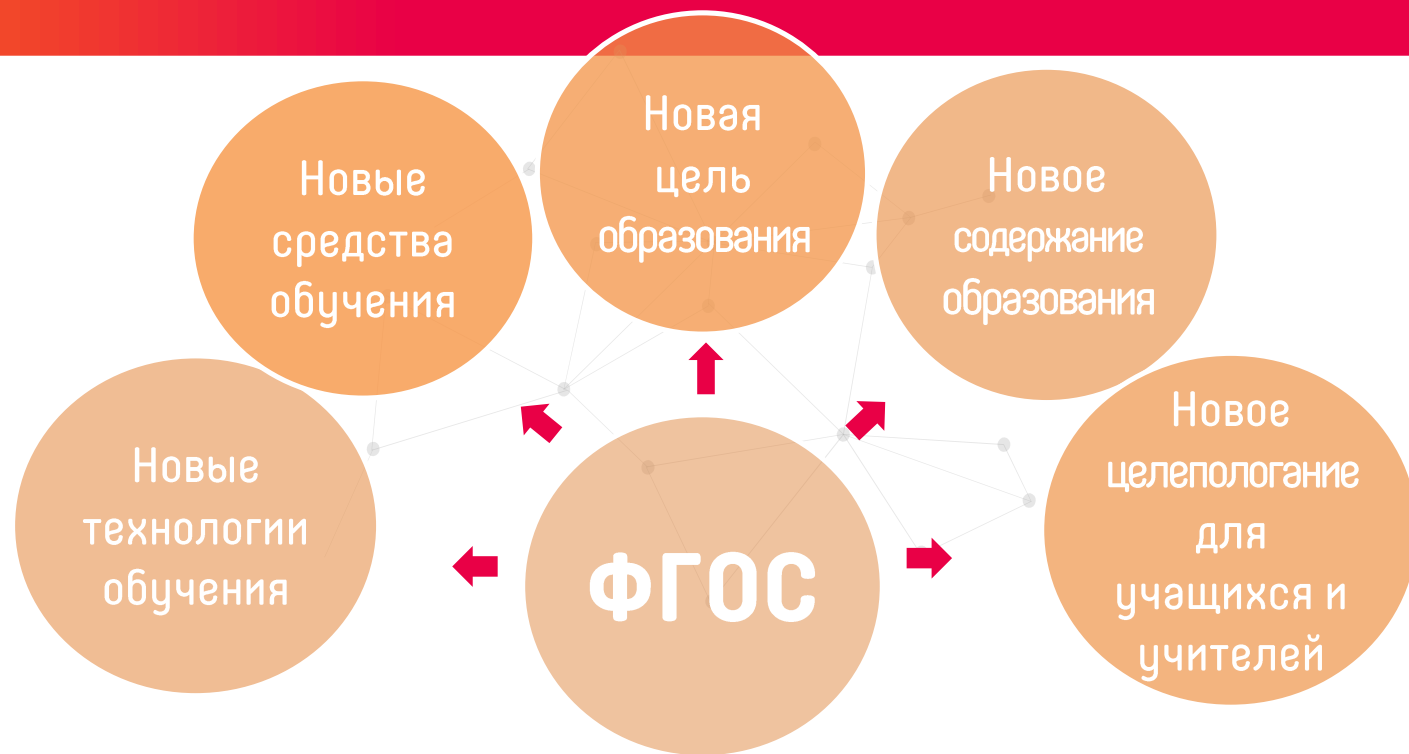 Новые
технологии
обучения
Новые
средства
обучения
Новая
цель
образования
Новое
содержание
образования
Новое
целепологание
для
учащихся и
учителей
ФГОС